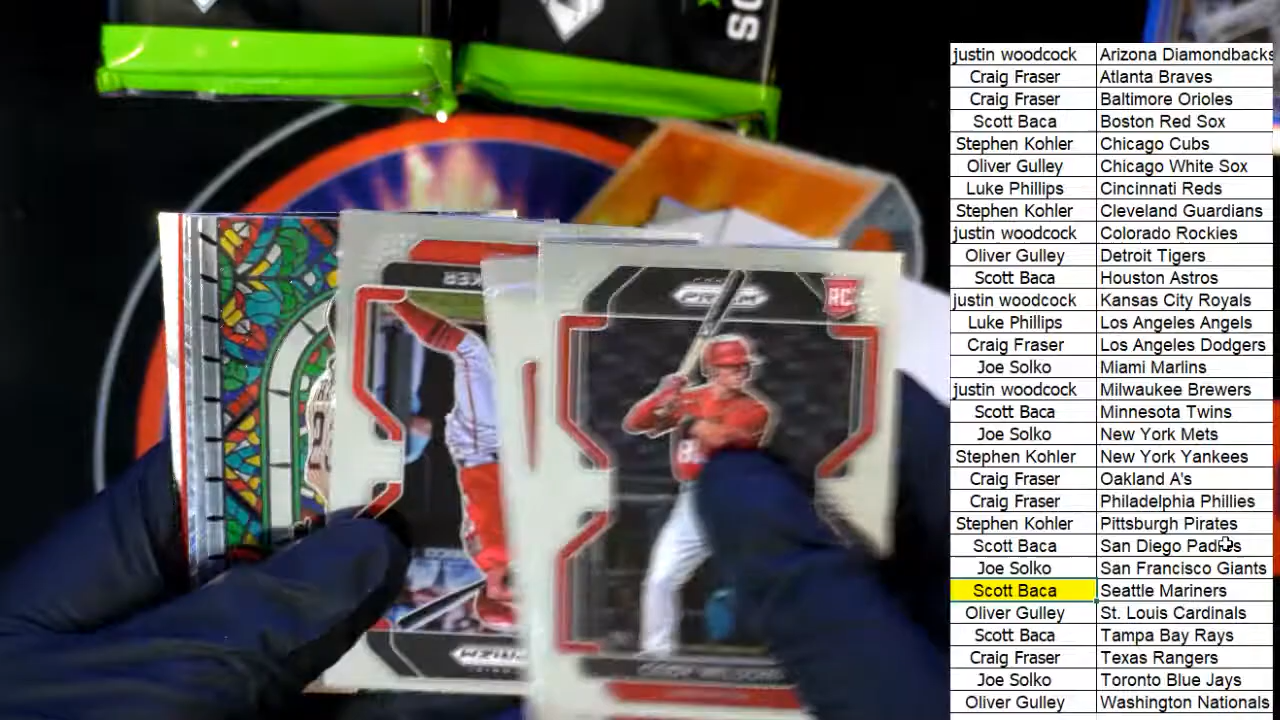 PRIZM
RC
KER
PRIZM
justin woodcock Arizona Diamondbacks
Craig Fraser Atlanta Braves
Craig Fraser Baltimore Orioles
Scott Baca Boston Red Sox
Stephen Kohler Chicago Cubs
Oliver Gulley Chicago White Sox
Luke Phillips Cincinnati Reds
Stephen Kohler Cleveland Guardians
justin woodcock Colorado Rockies
Oliver Gulley Detroit Tigers
Scott Baca Houston Astros
justin woodcock Kansas City Royals
Luke Phillips Los Angeles Angels
Craig Fraser Los Angeles Dodgers
Joe Solko Miami Marlins
justin woodcock Milwaukee Brewers
Scott Baca Minnesota Twins
Joe Solko New York Mets
Stephen Kohler New York Yankees
Craig Fraser Oakland A's
Craig Fraser Philadelphia Phillies
Stephen Kohler Pittsburgh Pirates
Scott Baca San Diego Padres
Joe Solko San Francisco Giants
Scott Baca Seattle Mariners
Oliver Gulley St. Louis Cardinals
Scott Baca Tampa Bay Rays
Craig Fraser Texas Rangers
Joe Solko Toronto Blue Jays
Oliver Gulley Washington Nationals